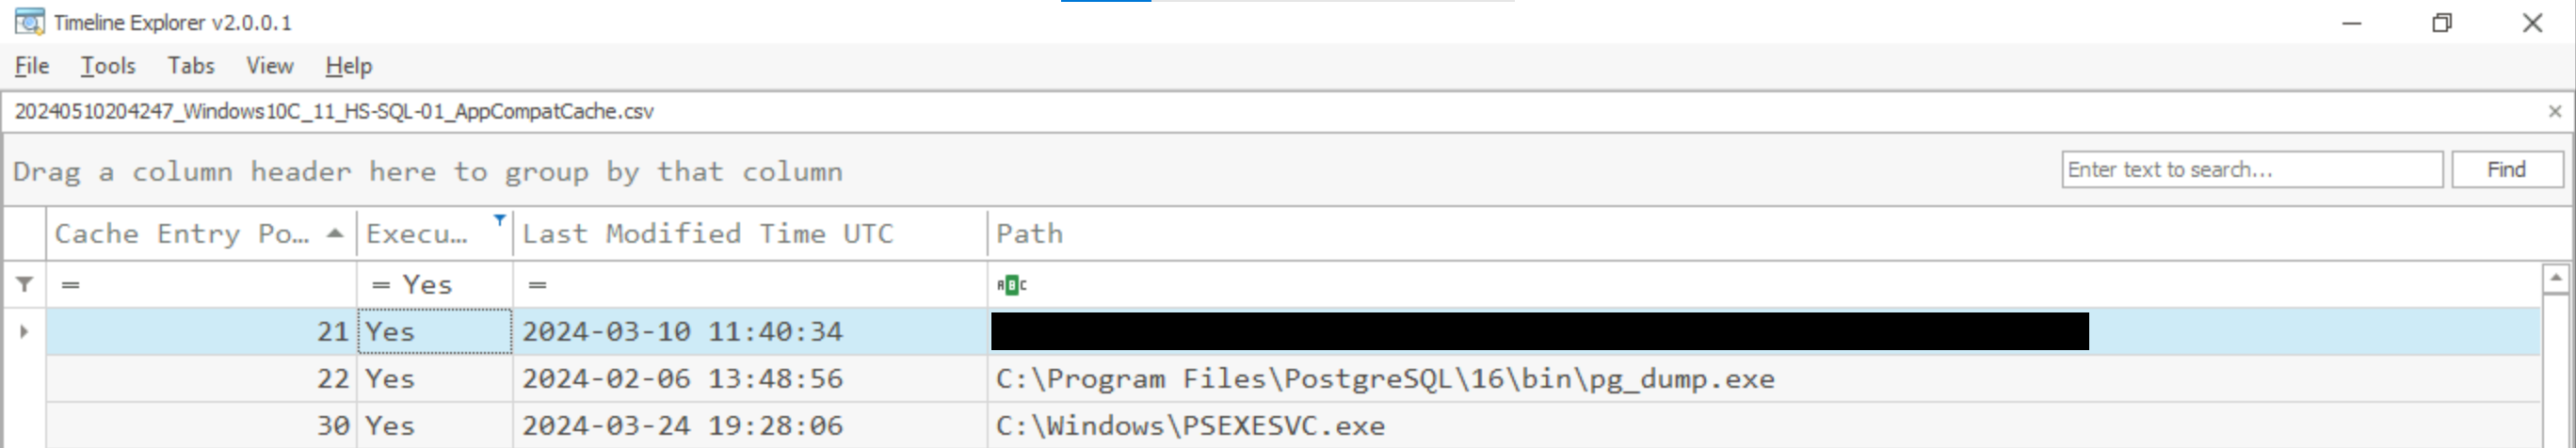 Timeline Explorer v2.0.0.1
File Tools Tabs View Help
20240510204247_Windows10C_11_HS-SQL-01_AppCompatCache.csv
Drag a column header here to group by that column
Enter text to search...
Find
Cache Entry Po... Execu... Last Modified Time UTC Path
= = Yes = ABC
21 Yes 2024-03-10 11:40:34
22 Yes 2024-02-06 13:48:56 C:\Program Files\PostgreSQL\16\bin\pg_dump.exe
30 Yes 2024-03-24 19:28:06 C:\Windows\PSEXESVC.exe